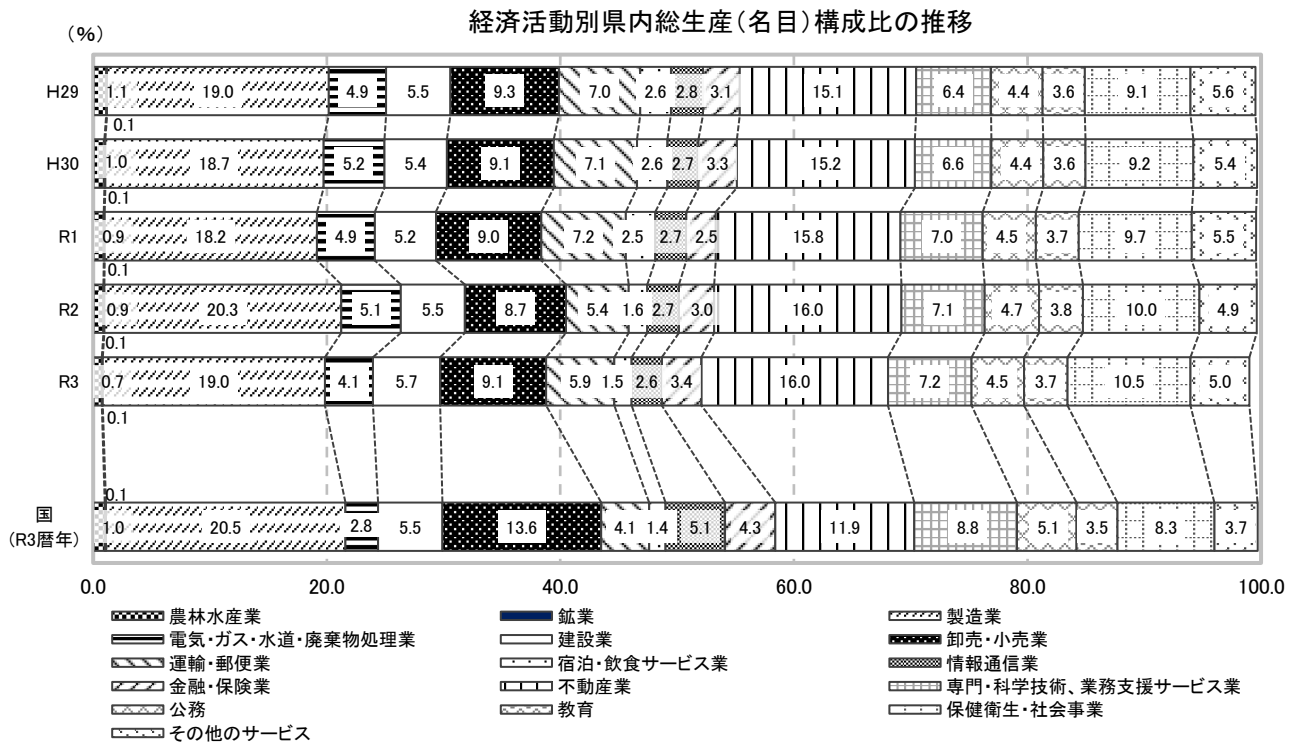 経済活動別県内総生産(名目)構成比の推移
(%)
H29 1.1 19.0 4.9 5.5 9.3 7.0 2.6 2.8 3.1 15.1 6.4 4.4 3.6 9.1 5.6
0.1
H30 1.0 18.7 5.2 5.4 9.1 7.1 2.6 2.7 3.3 15.2 6.6 4.4 3.6 9.2 5.4
0.1
R1 0.9 18.2 4.9 5.2 9.0 7.2 2.5 2.7 2.5 15.8 7.0 4.5 3.7 9.7 5.5
0.1
R2 0.9 20.3 5.1 5.5 8.7 5.4 1.6 2.7 3.0 16.0 7.1 4.7 3.8 10.0 4.9
0.1
R3 0.7 19.0 4.1 5.7 9.1 5.9 1.5 2.6 3.4 16.0 7.2 4.5 3.7 10.5 5.0
0.1
0.1
国
(R3暦年) 1.0 20.5 2.8 5.5 13.6 4.1 1.4 5.1 4.3 11.9 8.8 5.1 3.5 8.3 3.7
0.0 20.0 40.0 60.0 80.0 100.0
農林水産業 鉱業 製造業
電気・ガス・水道・廃棄物処理業 建設業 卸売・小売業
運輸・郵便業 宿泊・飲食サービス業 情報通信業
金融・保険業 不動産業 専門・科学技術、業務支援サービス業
公務 教育 保健衛生・社会事業
その他のサービス